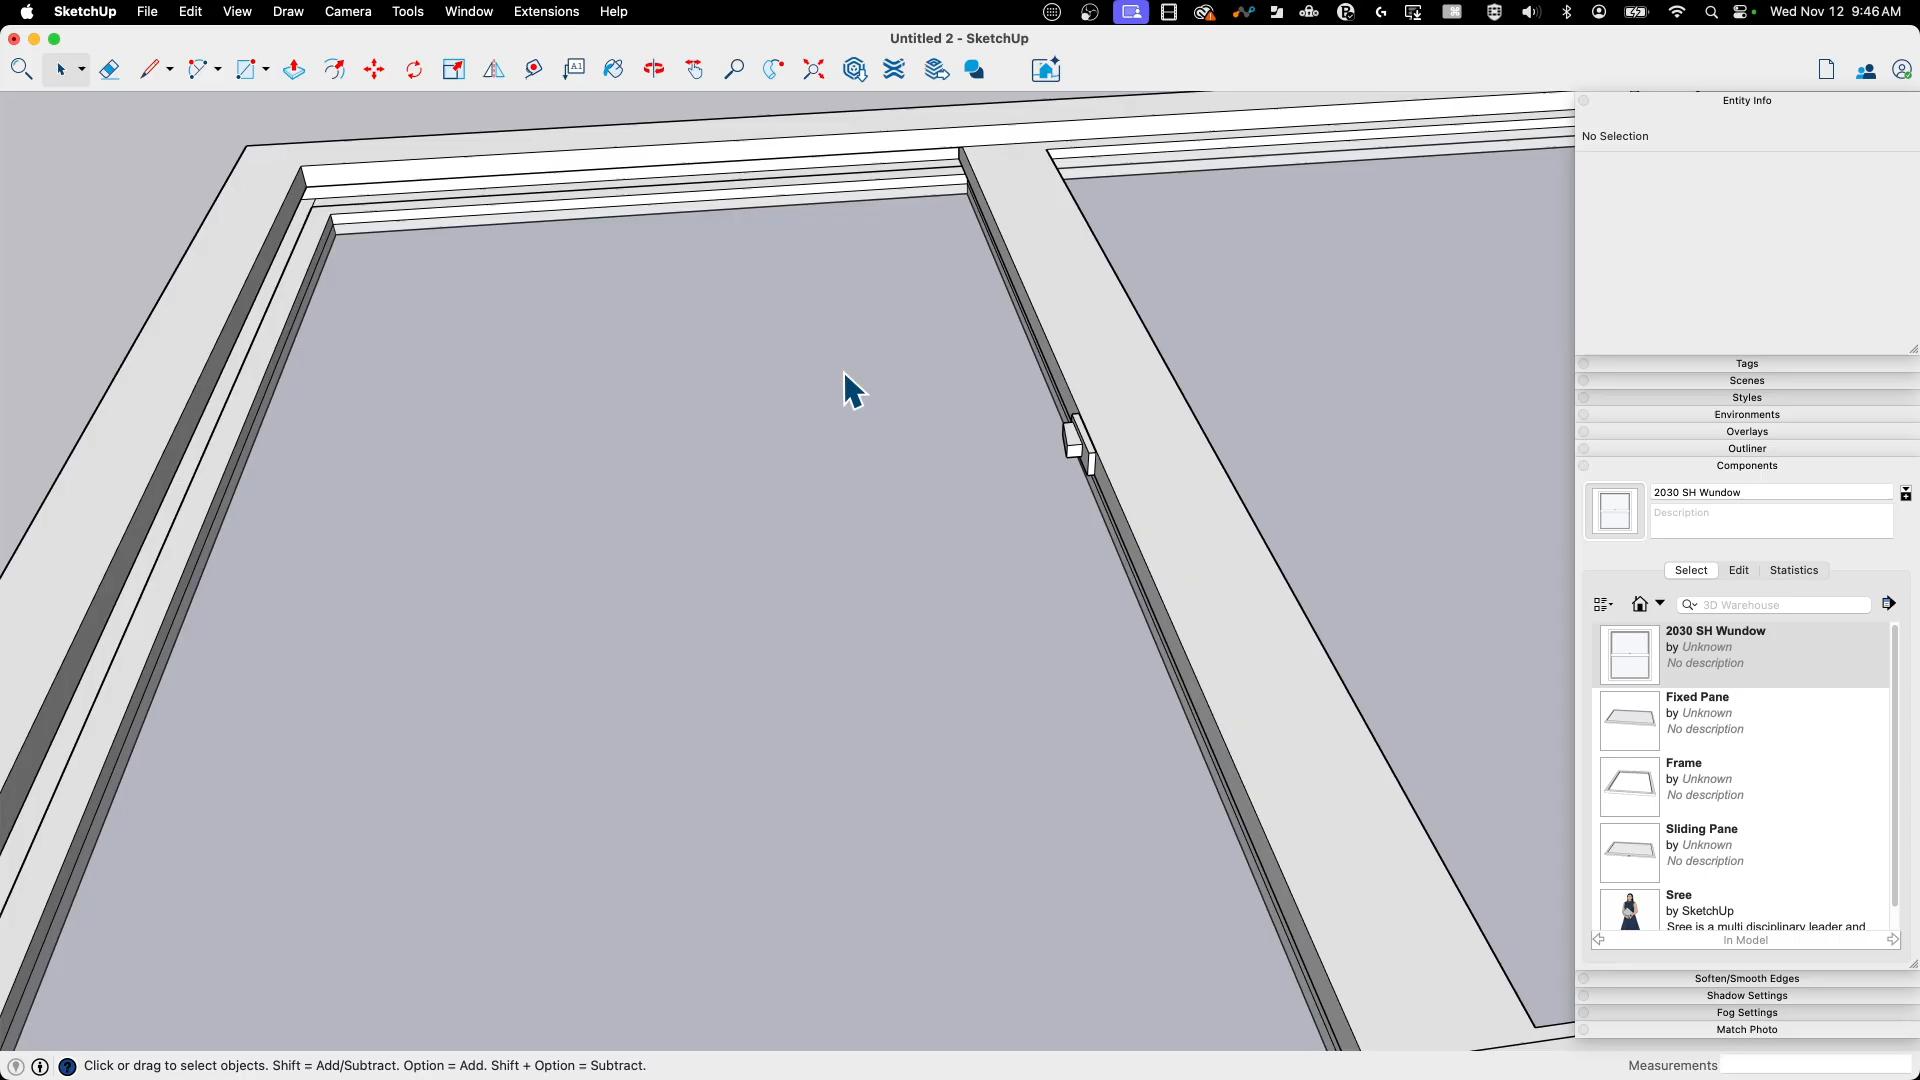 SketchUp File Edit View Draw Camera Tools Window Extensions Help Wed Nov 12 9:46 AM
Untitled 2 - SketchUp
A1
Entity Info
No Selection
Tags
Scenes
Styles
Environments
Overlays
Outliner
Components
2030 SH Wundow
Description
Select Edit Statistics
3D Warehouse
2030 SH Wundow
by Unknown
No description
Fixed Pane
by Unknown
No description
Frame
by Unknown
No description
Sliding Pane
by Unknown
No description
Sree
by SketchUp
Sree is a multi disciplinary leader and
In Model
Soften/Smooth Edges
Shadow Settings
Fog Settings
Match Photo
Click or drag to select objects. Shift = Add/Subtract. Option = Add. Shift + Option = Subtract.
Measurements